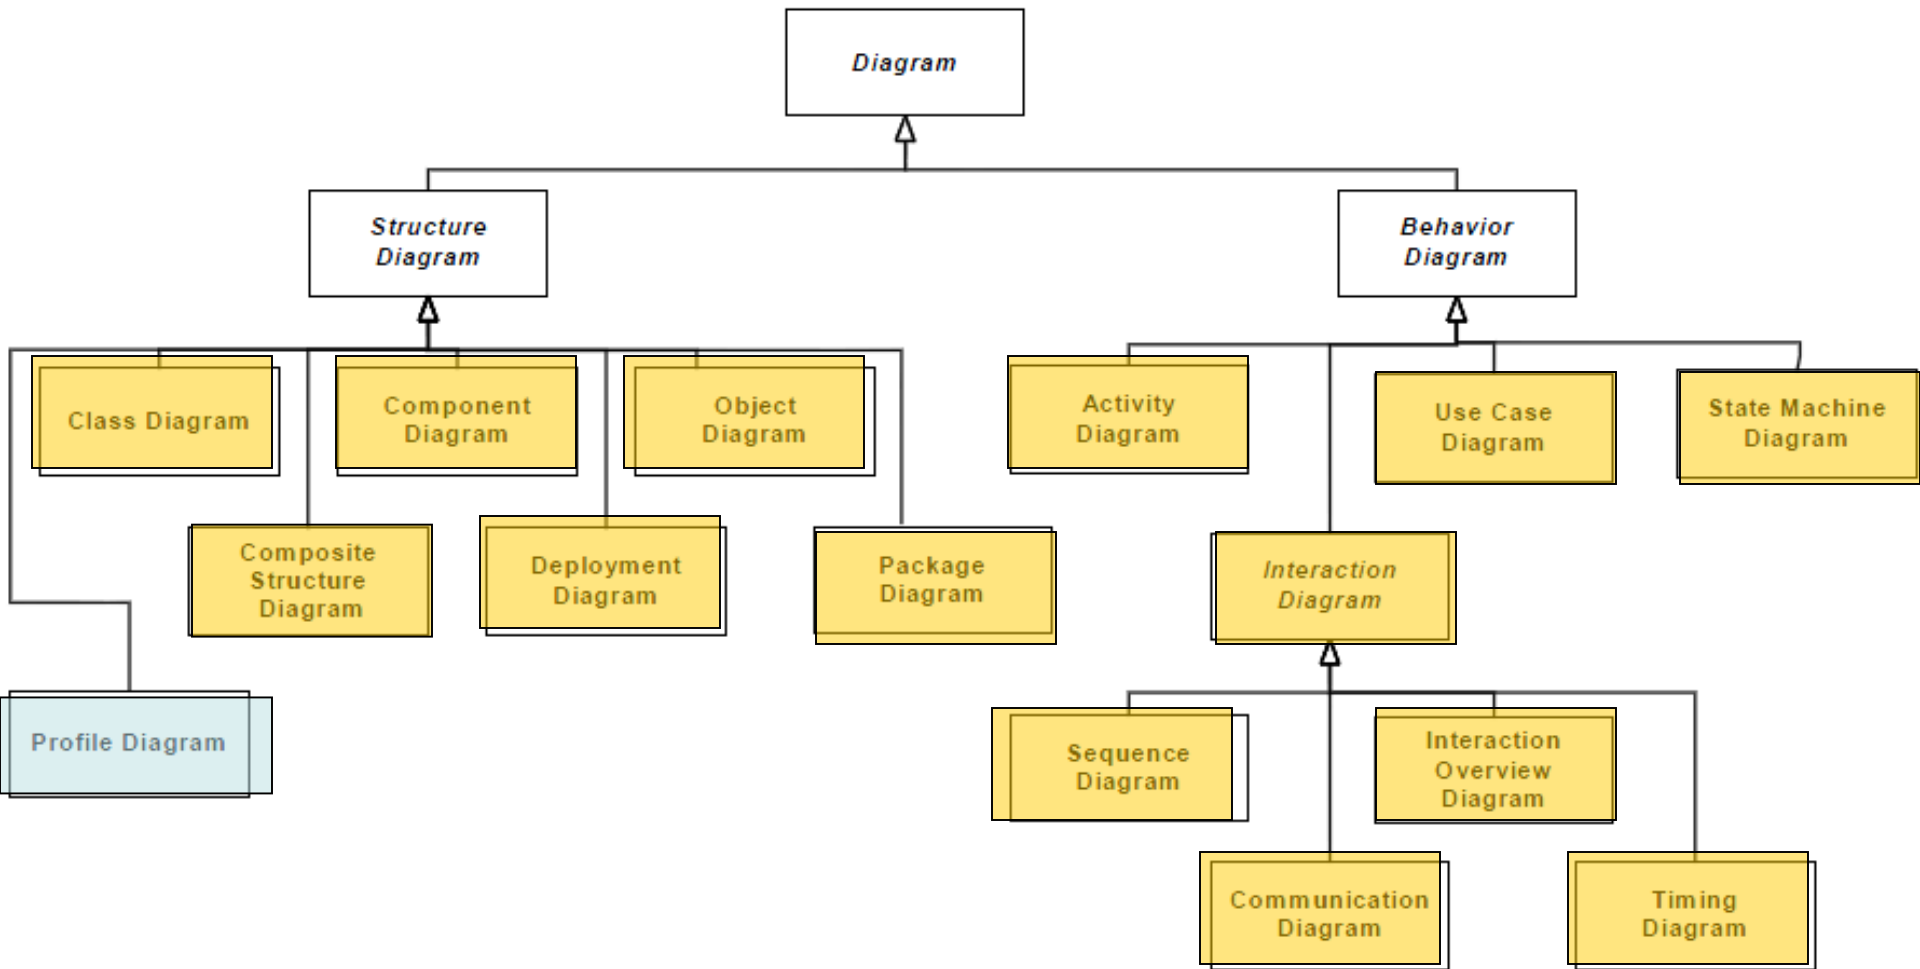 Diagram
Structure
Diagram
Behavior
Diagram
Class Diagram
Component
Diagram
Object
Diagram
Activity
Diagram
Use Case
Diagram
State Machine
Diagram
Composite
Structure
Diagram
Deployment
Diagram
Package
Diagram
Interaction
Diagram
Profile Diagram
Sequence
Diagram
Interaction
Overview
Diagram
Communication
Diagram
Timing
Diagram